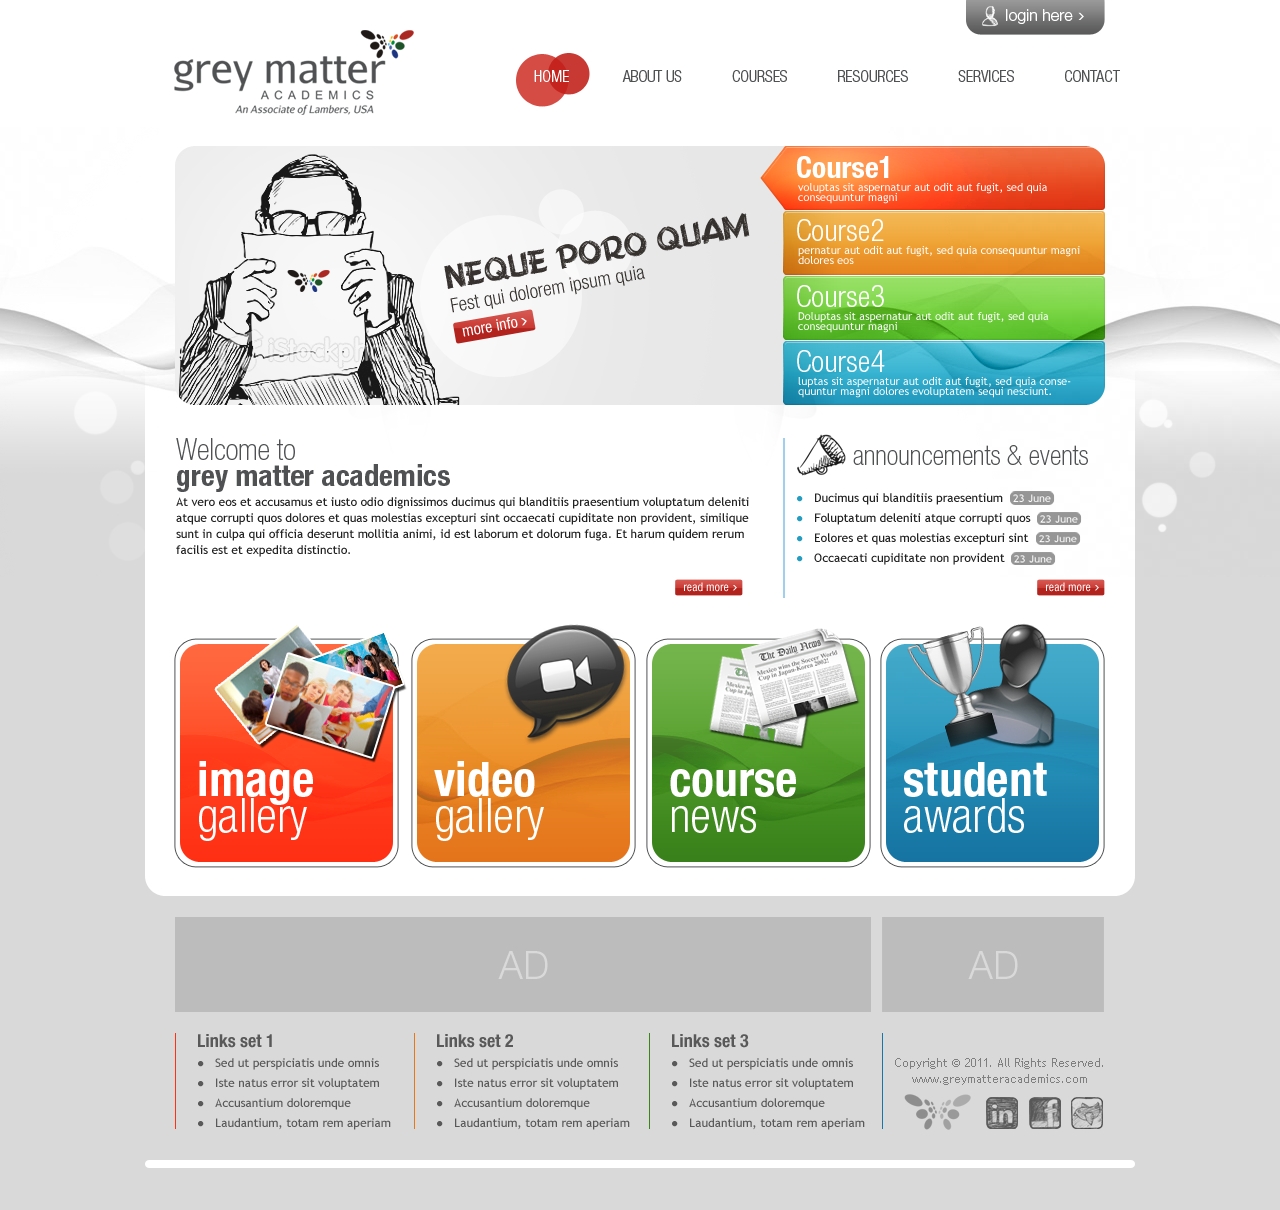 login here ›
grey matter
ACADEMICS
An Associate of Lambers, USA
HOME
ABOUT US
COURSES
RESOURCES
SERVICES
CONTACT
NEQUE PORO QUAM
Fest qui dolorem ipsum quia
more info ›
iStockph
Course1
voluptas sit aspernatur aut odit aut fugit, sed quia
consequuntur magni
Course2
pernatur aut odit aut fugit, sed quia consequuntur magni
dolores eos
Course3
Doluptas sit aspernatur aut odit aut fugit, sed quia
consequuntur magni
Course4
luptas sit aspernatur aut odit aut fugit, sed quia conse-
quuntur magni dolores evoluptatem sequi nesciunt.
Welcome to
grey matter academics
At vero eos et accusamus et iusto odio dignissimos ducimus qui blanditiis praesentium voluptatum deleniti
atque corrupti quos dolores et quas molestias excepturi sint occaecati cupiditate non provident, similique
sunt in culpa qui officia deserunt mollitia animi, id est laborum et dolorum fuga. Et harum quidem rerum
facilis est et expedita distinctio.
read more ›
announcements & events
Ducimus qui blanditiis praesentium 23 June
Foluptatum deleniti atque corrupti quos 23 June
Eolores et quas molestias excepturi sint 23 June
Occaecati cupiditate non provident 23 June
read more ›
image
gallery
video
gallery
The Daily News
Mexico wins the Soccer World
Cup in Japan-Korea 2002!
course
news
student
awards
AD
AD
Links set 1
Sed ut perspiciatis unde omnis
Iste natus error sit voluptatem
Accusantium doloremque
Laudantium, totam rem aperiam
Links set 2
Sed ut perspiciatis unde omnis
Iste natus error sit voluptatem
Accusantium doloremque
Laudantium, totam rem aperiam
Links set 3
Sed ut perspiciatis unde omnis
Iste natus error sit voluptatem
Accusantium doloremque
Laudantium, totam rem aperiam
Copyright © 2011. All Rights Reserved.
www.greymatteracademics.com
in
f